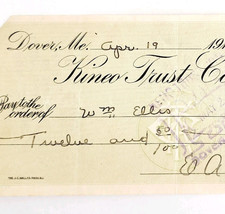 Dover, Me. Apr. 19 191
Kineo Trust Co
Pay to the
order of Wm Ellis
Twelve and 50/100